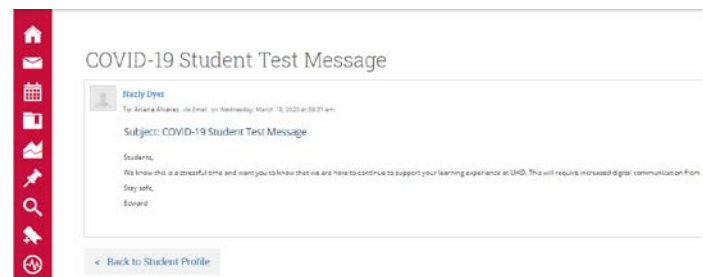 COVID-19 Student Test Message
Nazly Dyer
To: Ariana Alvarez via Email on Wednesday, March 18, 2020 at 08:31 am
Subject: COVID-19 Student Test Message
Students,
We know this is a stressful time and want you to know that we are here to continue to support your learning experience at UHD. This will require increased digital communication from
Stay safe,
Edward
< Back to Student Profile